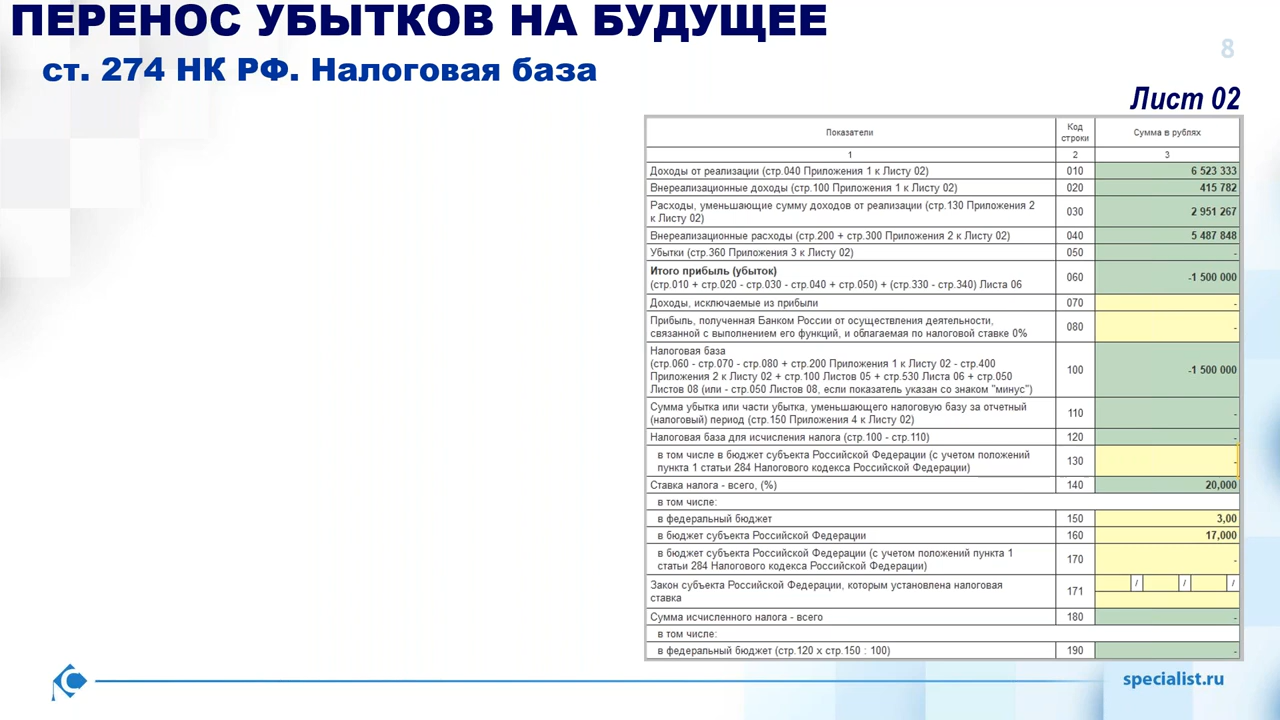 ПЕРЕНОС УБЫТКОВ НА БУДУЩЕЕ
8
ст. 274 НК РФ. Налоговая база
Лист 02
Показатели Код строки Сумма в рублях
1 2 3
Доходы от реализации (стр.040 Приложения 1 к Листу 02) 010 6 523 333
Внереализационные доходы (стр.100 Приложения 1 к Листу 02) 020 415 782
Расходы, уменьшающие сумму доходов от реализации (стр.130 Приложения 2
к Листу 02) 030 2 951 267
Внереализационные расходы (стр.200 + стр.300 Приложения 2 к Листу 02) 040 5 487 848
Убытки (стр.360 Приложения 3 к Листу 02) 050 -
Итого прибыль (убыток)
(стр.010 + стр.020 - стр.030 - стр.040 + стр.050) + (стр.330 - стр.340) Листа 06 060 -1 500 000
Доходы, исключаемые из прибыли 070 -
Прибыль, полученная Банком России от осуществления деятельности,
связанной с выполнением его функций, и облагаемая по налоговой ставке 0% 080 -
Налоговая база
(стр.060 - стр.070 - стр.080 + стр.200 Приложения 1 к Листу 02 - стр.400
Приложения 2 к Листу 02 + стр.100 Листов 05 + стр.530 Листа 06 + стр.050
Листов 08 (или - стр.050 Листов 08, если показатель указан со знаком "минус") 100 -1 500 000
Сумма убытка или части убытка, уменьшающего налоговую базу за отчетный
(налоговый) период (стр.150 Приложения 4 к Листу 02) 110 -
Налоговая база для исчисления налога (стр.100 - стр.110) 120 -
в том числе в бюджет субъекта Российской Федерации (с учетом положений
пункта 1 статьи 284 Налогового кодекса Российской Федерации) 130 -
Ставка налога - всего, (%) 140 20,000
в том числе:
в федеральный бюджет 150 3,00
в бюджет субъекта Российской Федерации 160 17,000
в бюджет субъекта Российской Федерации (с учетом положений пункта 1
статьи 284 Налогового кодекса Российской Федерации) 170 -
Закон субъекта Российской Федерации, которым установлена налоговая
ставка 171 / / /
Сумма исчисленного налога - всего 180 -
в том числе:
в федеральный бюджет (стр.120 х стр.150 : 100) 190 -
specialist.ru